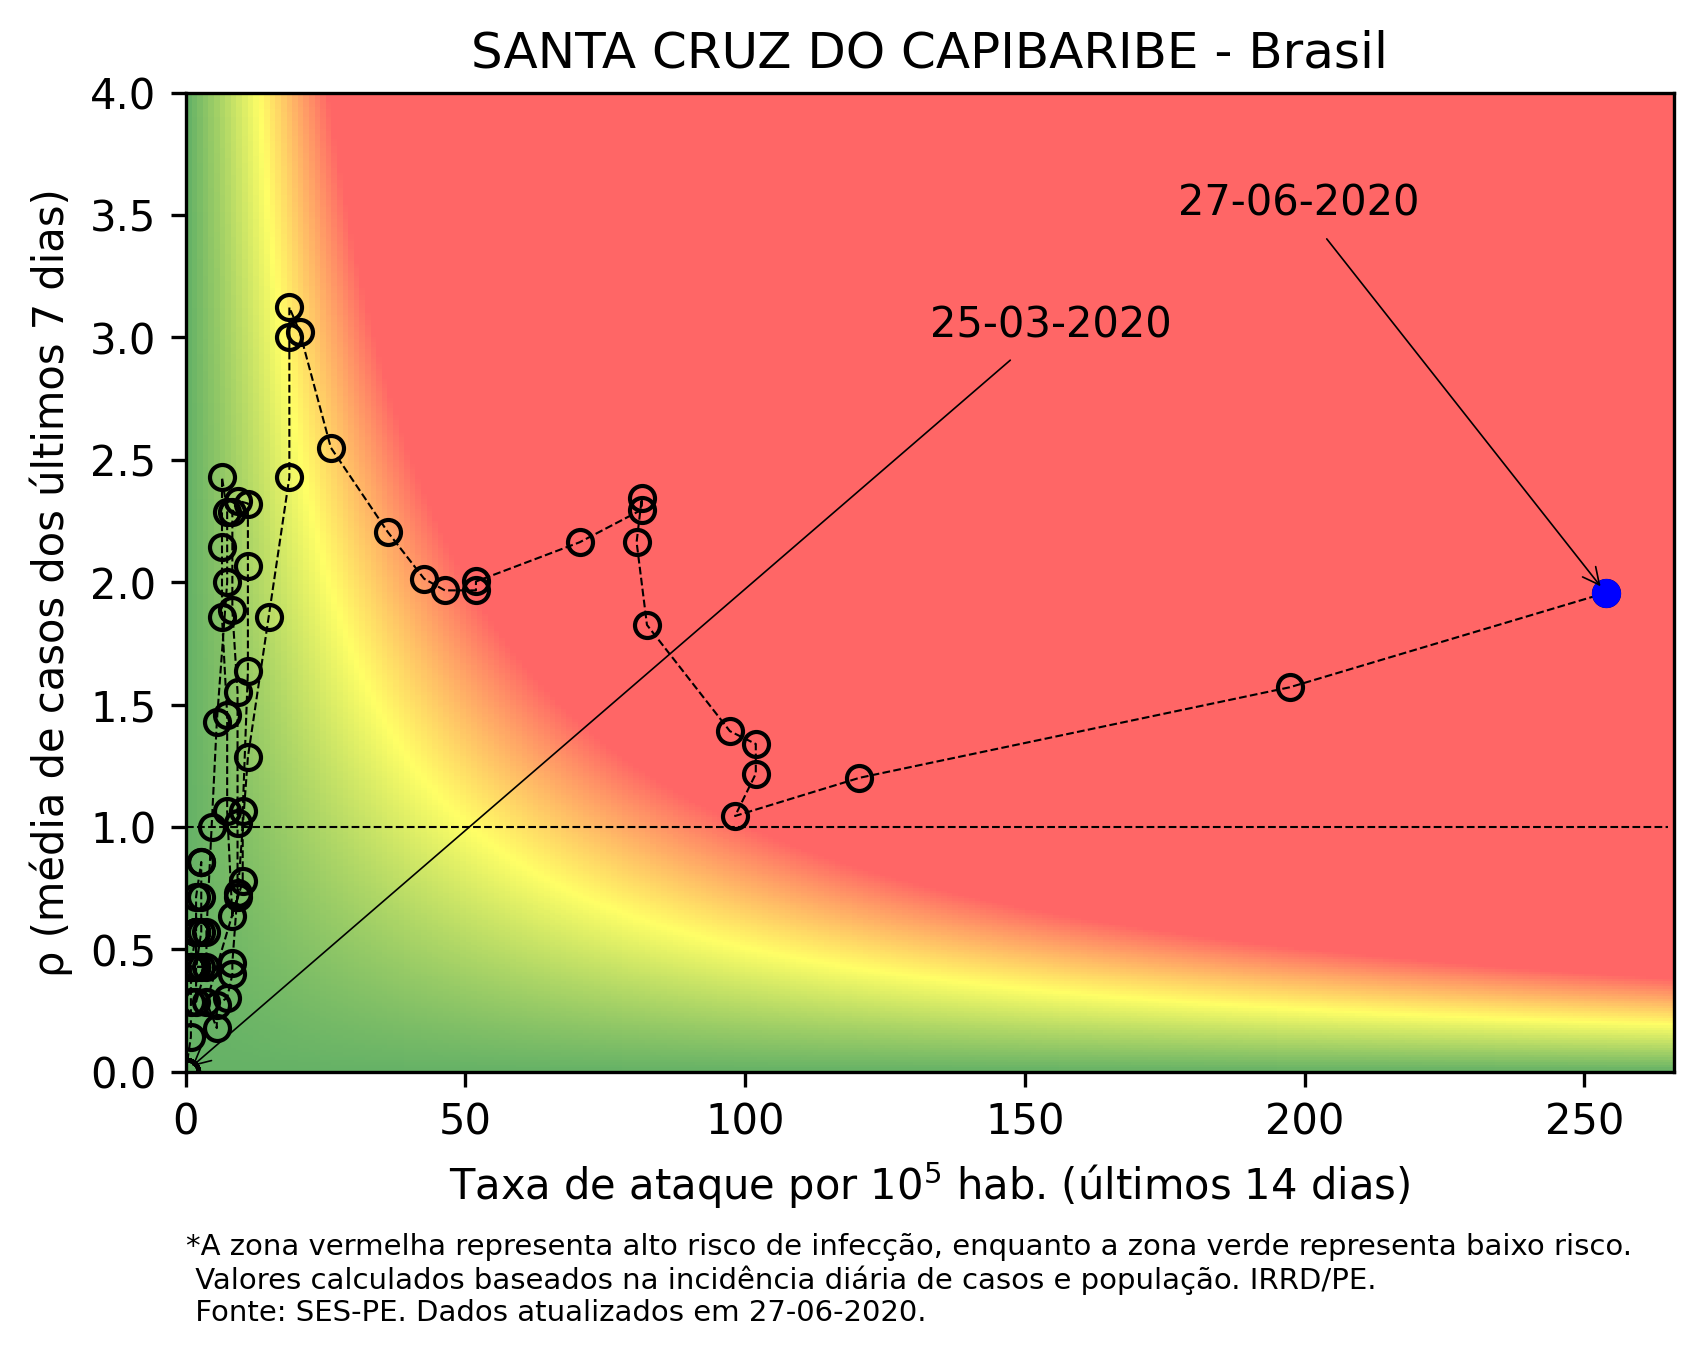 SANTA CRUZ DO CAPIBARIBE - Brasil
4.0
3.5
3.0
2.5
2.0
1.5
1.0
0.5
0.0
ρ (média de casos dos últimos 7 dias)
27-06-2020
25-03-2020
0 50 100 150 200 250
Taxa de ataque por 10⁵ hab. (últimos 14 dias)
*A zona vermelha representa alto risco de infecção, enquanto a zona verde representa baixo risco.
Valores calculados baseados na incidência diária de casos e população. IRRD/PE.
Fonte: SES-PE. Dados atualizados em 27-06-2020.